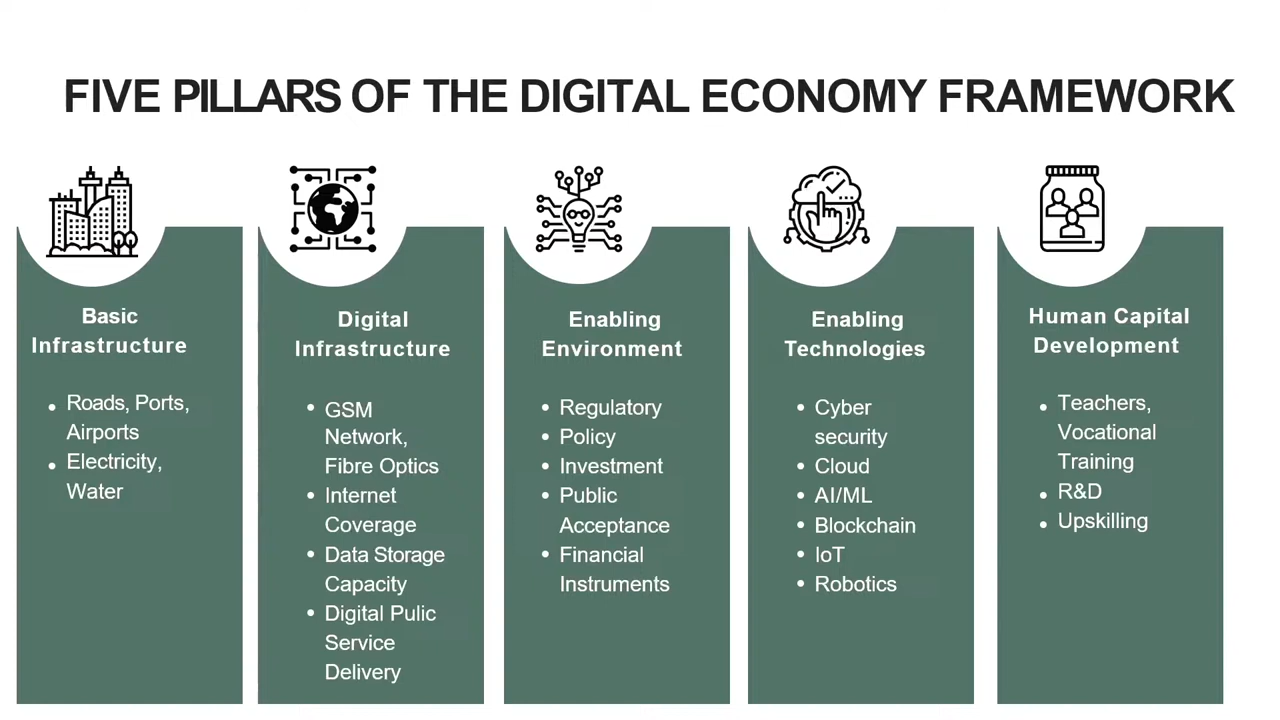 FIVE PILLARS OF THE DIGITAL ECONOMY FRAMEWORK
Basic
Infrastructure
Roads, Ports,
Airports
Electricity,
Water
Digital
Infrastructure
GSM
Network,
Fibre Optics
Internet
Coverage
Data Storage
Capacity
Digital Pulic
Service
Delivery
Enabling
Environment
Regulatory
Policy
Investment
Public
Acceptance
Financial
Instruments
Enabling
Technologies
Cyber
security
Cloud
AI/ML
Blockchain
IoT
Robotics
Human Capital
Development
Teachers,
Vocational
Training
R&D
Upskilling